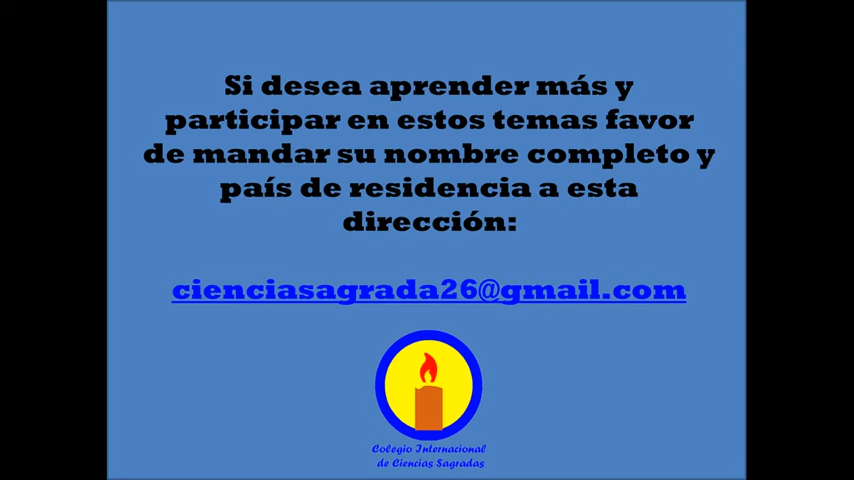 Si desea aprender más y
participar en estos temas favor
de mandar su nombre completo y
país de residencia a esta
dirección:
cienciasagrada26@gmail.com
Colegio Internacional
de Ciencias Sagradas